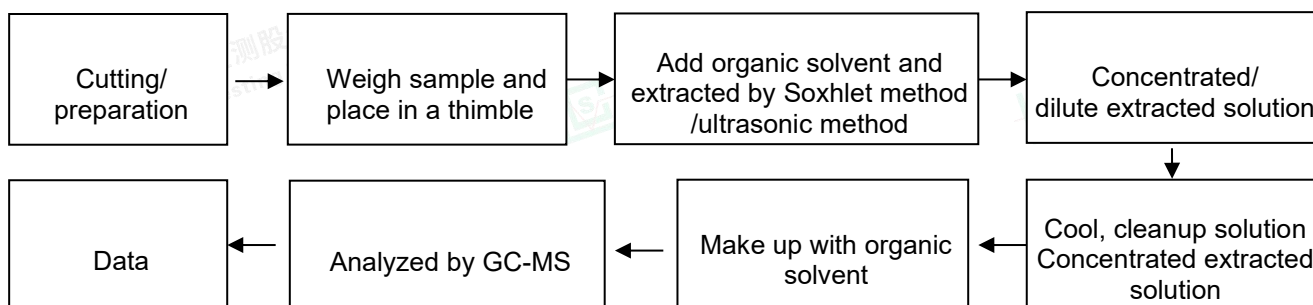 Cutting/
preparation
Weigh sample and
place in a thimble
Add organic solvent and
extracted by Soxhlet method
/ultrasonic method
Concentrated/
dilute extracted solution
Cool, cleanup solution
Concentrated extracted
solution
Make up with organic
solvent
Analyzed by GC-MS
Data